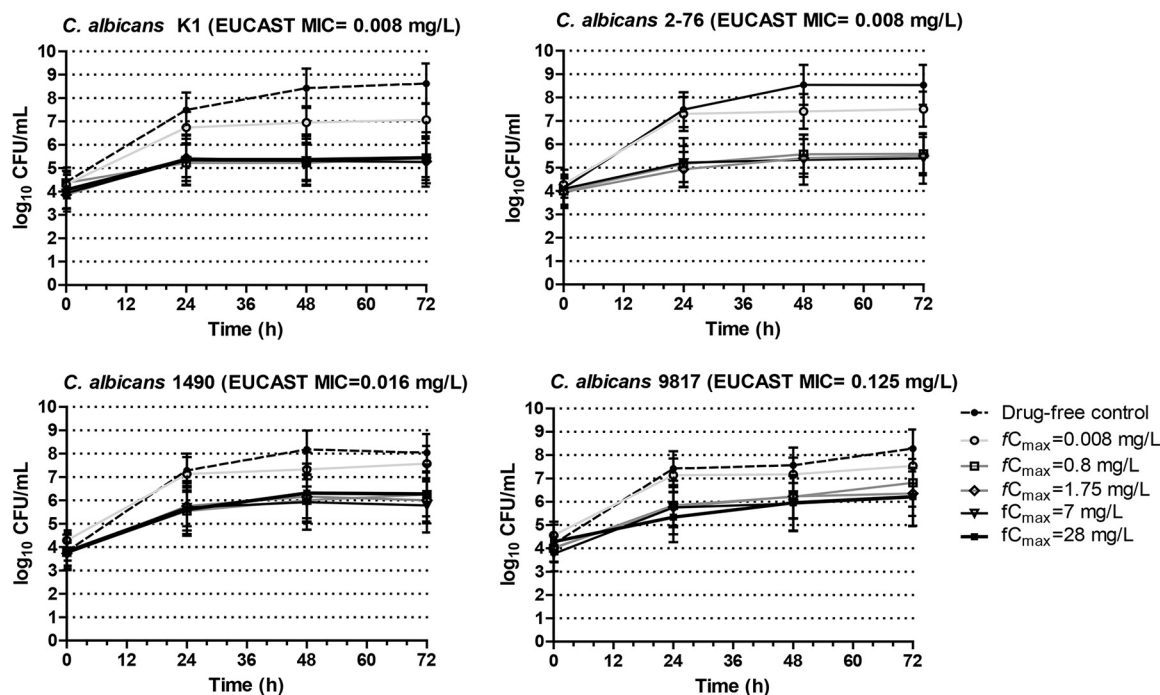 C. albicans K1 (EUCAST MIC= 0.008 mg/L)
10
9
8
7
6
5
4
3
2
1
0
log10 CFU/mL
0 12 24 36 48 60 72
Time (h)
C. albicans 2-76 (EUCAST MIC= 0.008 mg/L)
10
9
8
7
6
5
4
3
2
1
0
log10 CFU/ml
0 12 24 36 48 60 72
Time (h)
C. albicans 1490 (EUCAST MIC=0.016 mg/L)
10
9
8
7
6
5
4
3
2
1
0
log10 CFU/mL
0 12 24 36 48 60 72
Time (h)
C. albicans 9817 (EUCAST MIC= 0.125 mg/L)
10
9
8
7
6
5
4
3
2
1
0
log10 CFU/mL
0 12 24 36 48 60 72
Time (h)
Drug-free control
fCmax=0.008 mg/L
fCmax=0.8 mg/L
fCmax=1.75 mg/L
fCmax=7 mg/L
fCmax=28 mg/L